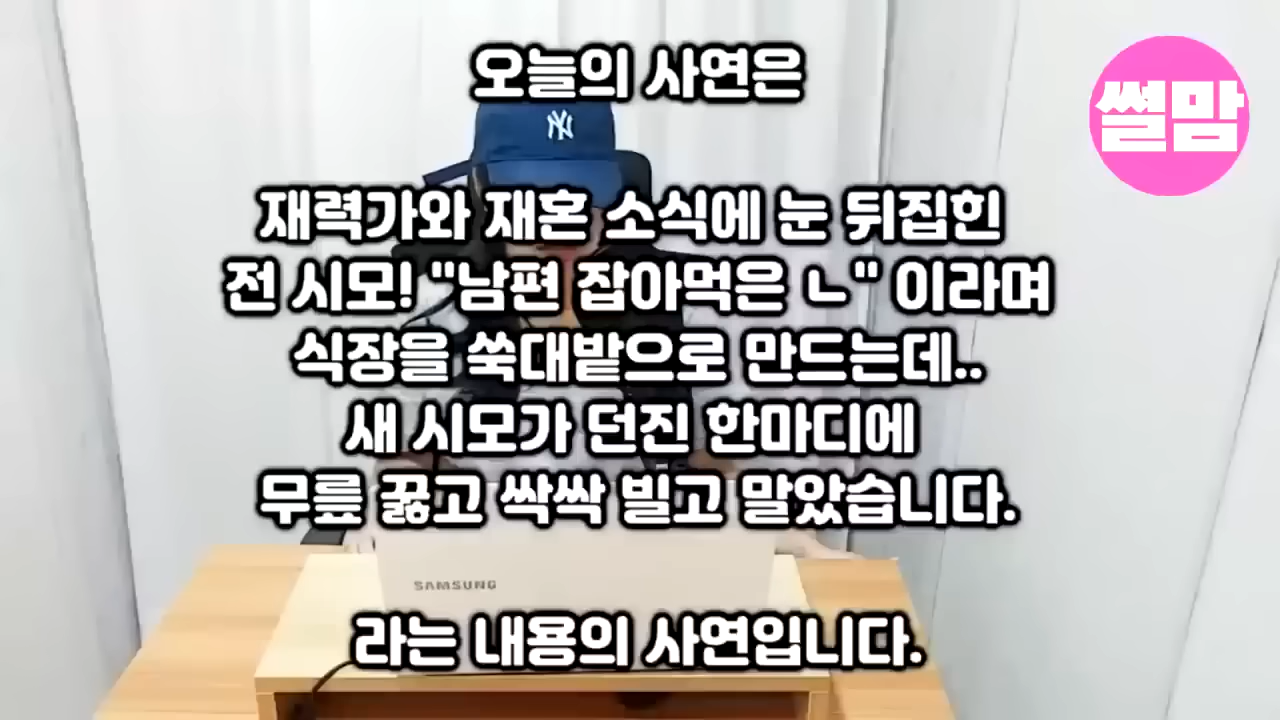 오늘의 사연은
썰맘
재력가와 재혼 소식에 눈 뒤집힌
전 시모! "남편 잡아먹은 ㄴ" 이라며
식장을 쑥대밭으로 만드는데..
새 시모가 던진 한마디에
무릎 꿇고 싹싹 빌고 말았습니다.
SAMSUNG
라는 내용의 사연입니다.